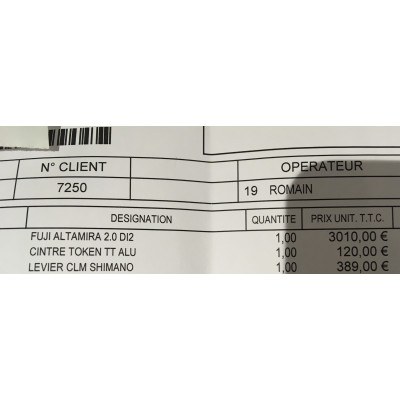 N° CLIENT OPERATEUR
7250 19 ROMAIN
DESIGNATION QUANTITE PRIX UNIT. T.T.C.
FUJI ALTAMIRA 2.0 DI2 1,00 3010,00 €
CINTRE TOKEN TT ALU 1,00 120,00 €
LEVIER CLM SHIMANO 1,00 389,00 €